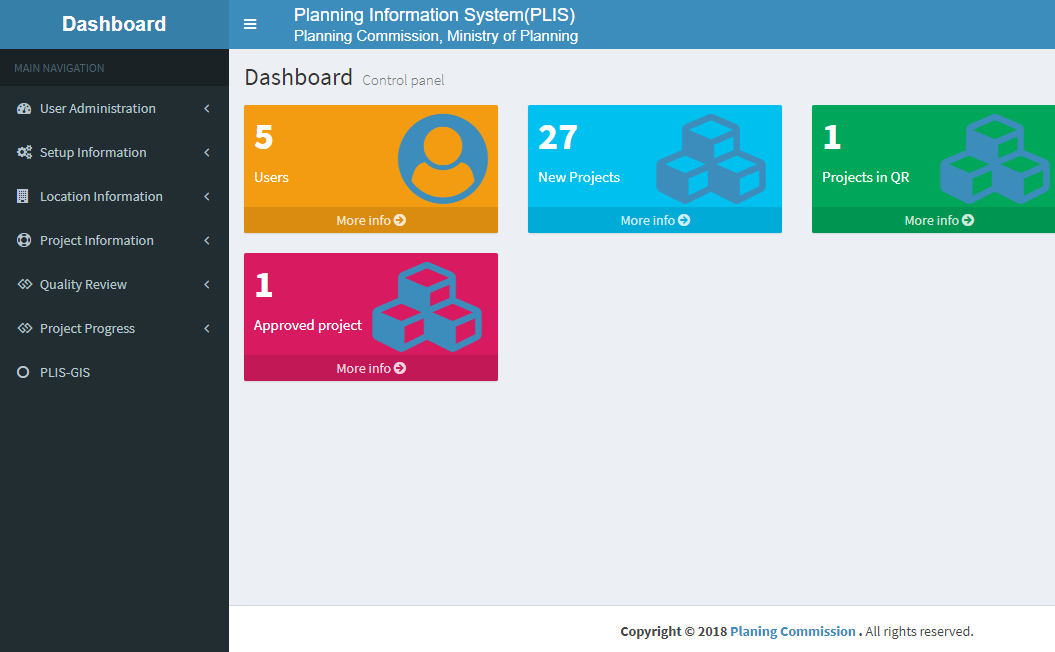 Dashboard
Planning Information System(PLIS)
Planning Commission, Ministry of Planning
MAIN NAVIGATION
User Administration
Setup Information
Location Information
Project Information
Quality Review
Project Progress
PLIS-GIS
Dashboard Control panel
5
Users
More info
27
New Projects
More info
1
Projects in QR
More info
1
Approved project
More info
Copyright © 2018 Planing Commission . All rights reserved.